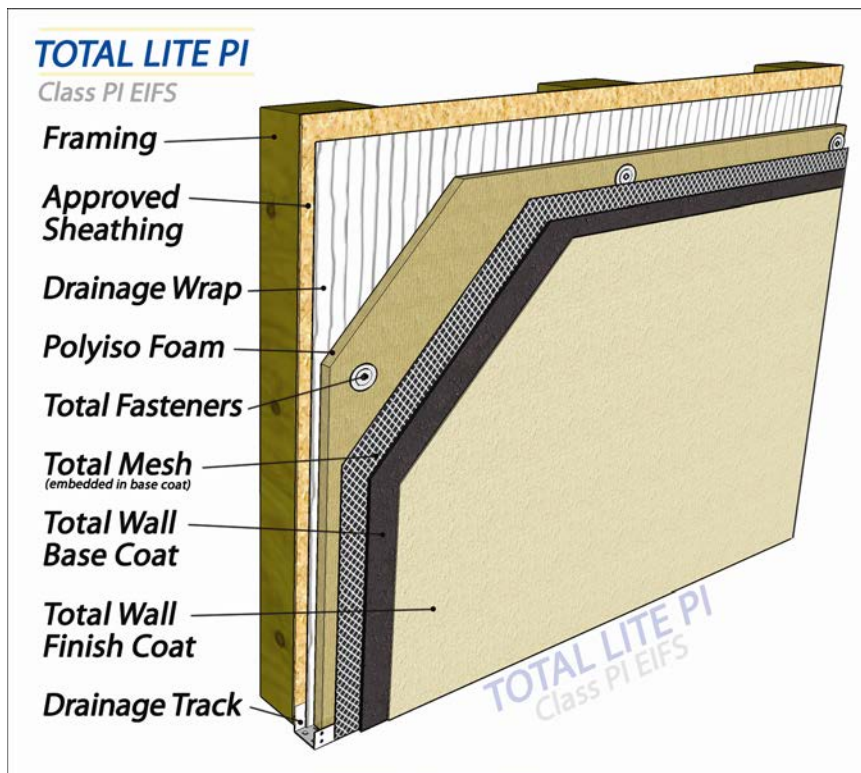 TOTAL LITE PI
Class PI EIFS
Framing
Approved
Sheathing
Drainage Wrap
Polyiso Foam
Total Fasteners
Total Mesh
(embedded in base coat)
Total Wall
Base Coat
Total Wall
Finish Coat
Drainage Track
TOTAL LITE PI
Class PI EIFS